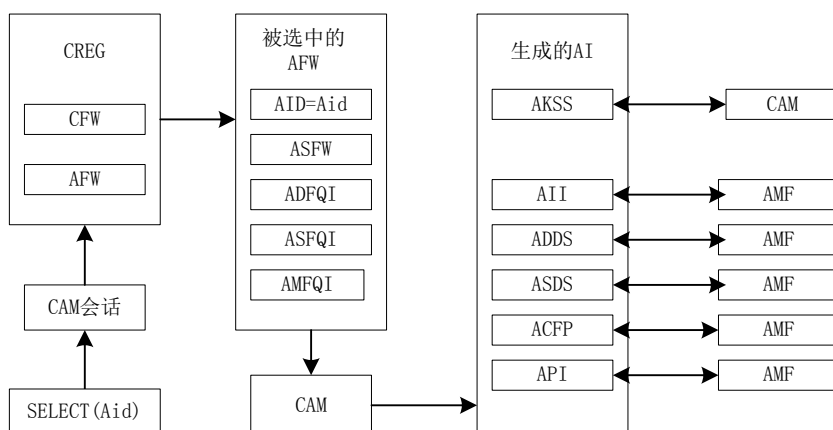 CREG
CFW
AFW
CAM会话
SELECT(Aid)
被选中的
AFW
AID=Aid
ASFW
ADFQI
ASFQI
AMFQI
CAM
生成的AI
AKSS
AII
ADDS
ASDS
ACFP
API
CAM
AMF
AMF
AMF
AMF
AMF